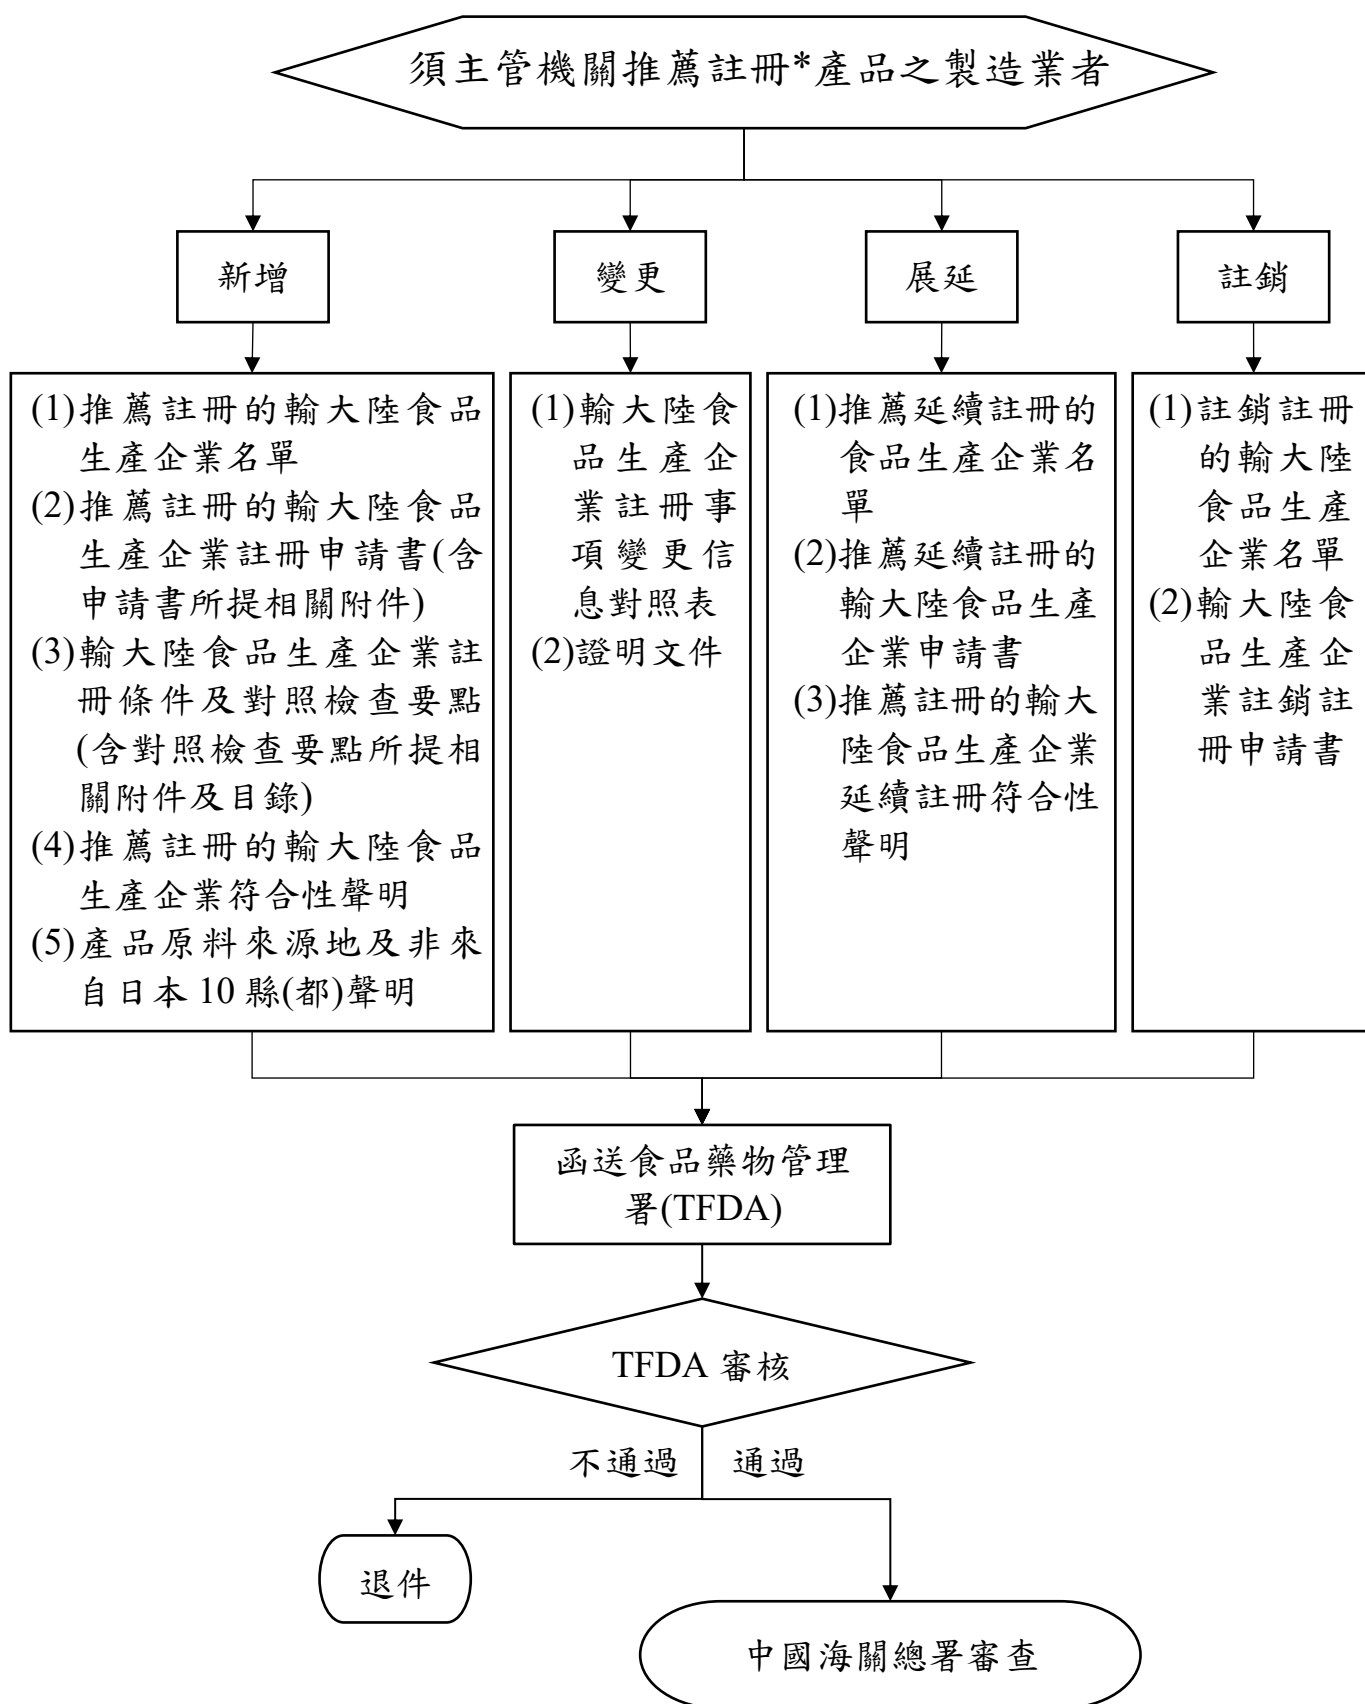 須主管機關推薦註冊*產品之製造業者
新增
變更
展延
註銷
(1)推薦註冊的輸大陸食品
生產企業名單
(2)推薦註冊的輸大陸食品
生產企業註冊申請書(含
申請書所提相關附件)
(3)輸大陸食品生產企業註
冊條件及對照檢查要點
(含對照檢查要點所提相
關附件及目錄)
(4)推薦註冊的輸大陸食品
生產企業符合性聲明
(5)產品原料來源地及非來
自日本 10 縣(都)聲明
(1)輸大陸食
品生產企
業註冊事
項變更信
息對照表
(2)證明文件
(1)推薦延續註冊的
食品生產企業名
單
(2)推薦延續註冊的
輸大陸食品生產
企業申請書
(3)推薦註冊的輸大
陸食品生產企業
延續註冊符合性
聲明
(1)註銷註冊
的輸大陸
食品生產
企業名單
(2)輸大陸食
品生產企
業註銷註
冊申請書
函送食品藥物管理
署(TFDA)
TFDA 審核
不通過
通過
退件
中國海關總署審查